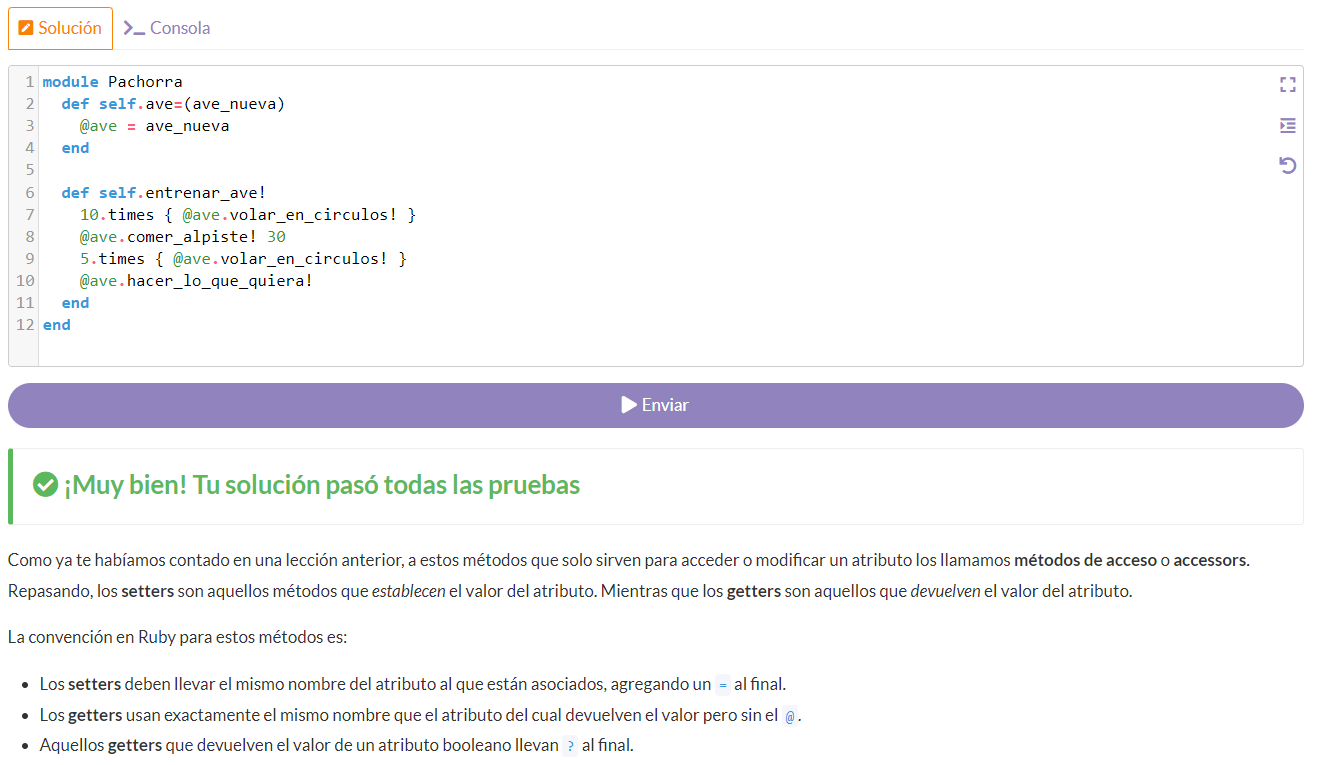 Solución Consola
1 module Pachorra
2   def self.ave=(ave_nueva)
3     @ave = ave_nueva
4   end
5
6   def self.entrenar_ave!
7     10.times { @ave.volar_en_circulos! }
8     @ave.comer_alpiste! 30
9     5.times { @ave.volar_en_circulos! }
10     @ave.hacer_lo_que_quiera!
11   end
12 end
Enviar
¡Muy bien! Tu solución pasó todas las pruebas
Como ya te habíamos contado en una lección anterior, a estos métodos que solo sirven para acceder o modificar un atributo los llamamos métodos de acceso o accessors.
Repasando, los setters son aquellos métodos que establecen el valor del atributo. Mientras que los getters son aquellos que devuelven el valor del atributo.
La convención en Ruby para estos métodos es:
• Los setters deben llevar el mismo nombre del atributo al que están asociados, agregando un = al final.
• Los getters usan exactamente el mismo nombre que el atributo del cual devuelven el valor pero sin el @.
• Aquellos getters que devuelven el valor de un atributo booleano llevan ? al final.